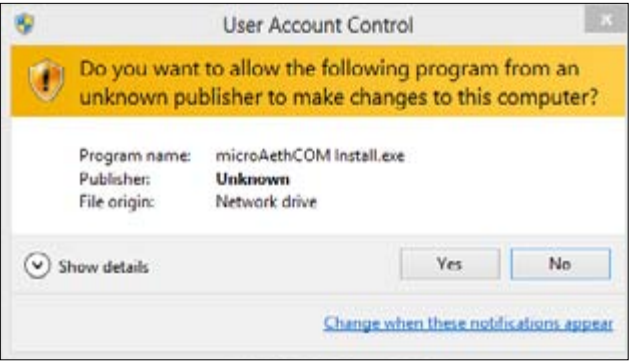 User Account Control
Do you want to allow the following program from an
unknown publisher to make changes to this computer?
Program name: microAethCOM Install.exe
Publisher: Unknown
File origin: Network drive
Show details
Yes No
Change when these notifications appear